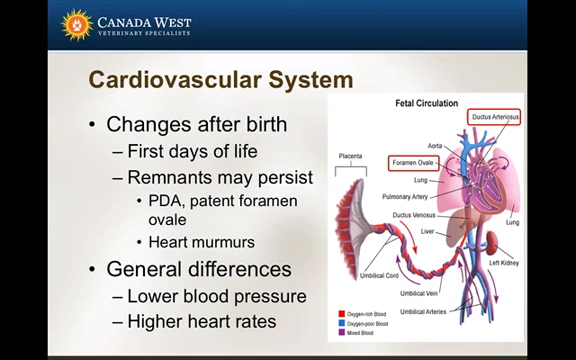 CANADA WEST
VETERINARY SPECIALISTS
Cardiovascular System
• Changes after birth
– First days of life
– Remnants may persist
• PDA, patent foramen
ovale
• Heart murmurs
• General differences
– Lower blood pressure
– Higher heart rates
Fetal Circulation
Ductus Arteriosus
Aorta
Foramen Ovale
Placenta
Lung
Pulmonary Artery
Ductus Venosus
Lung
Liver
Left Kidney
Umbilical Cord
Umbilical Vein
Umbilical Arteries
Oxygen-rich Blood
Oxygen-poor Blood
Mixed Blood